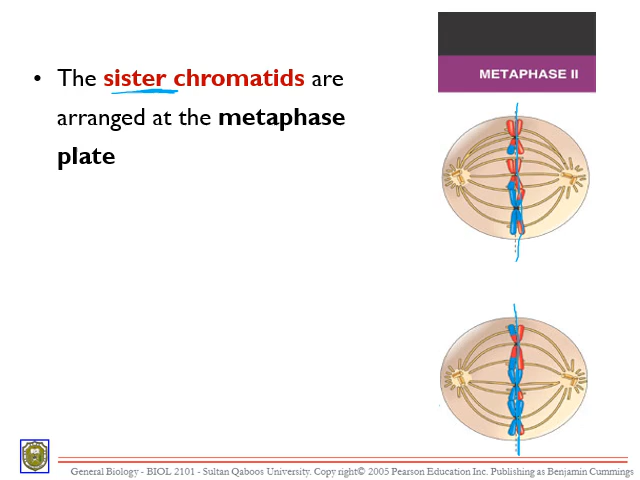 METAPHASE II
• The sister chromatids are
arranged at the metaphase
plate
General Biology - BIOL 2101 - Sultan Qaboos University. Copy right© 2005 Pearson Education Inc. Publishing as Benjamin Cummings